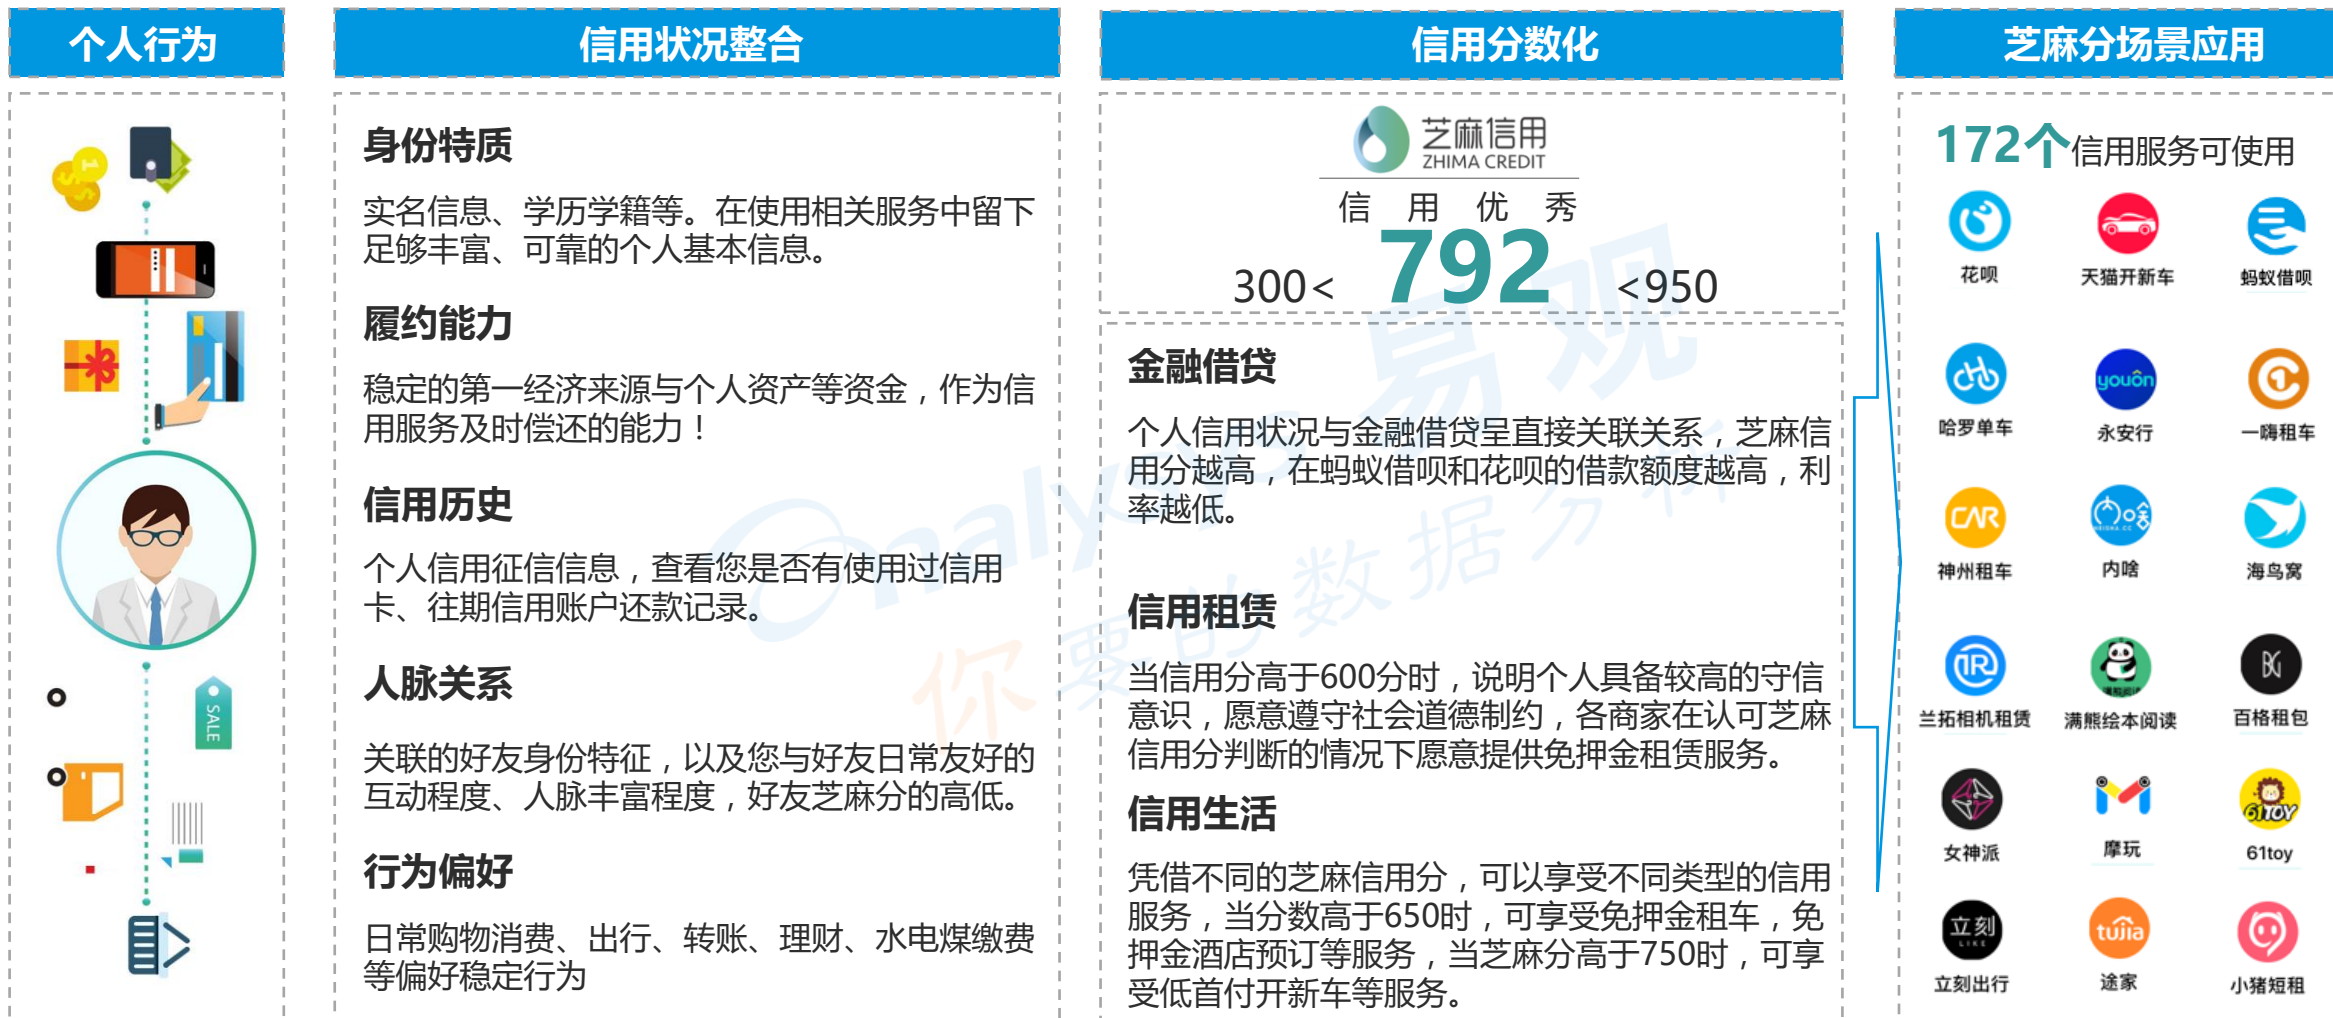 个人行为
SALE
信用状况整合
身份特质
实名信息、学历学籍等。在使用相关服务中留下
足够丰富、可靠的个人基本信息。
履约能力
稳定的第一经济来源与个人资产等资金，作为信
用服务及时偿还的能力！
信用历史
个人信用征信信息，查看您是否有使用过信用
卡、往期信用账户还款记录。
人脉关系
关联的好友身份特征，以及您与好友日常友好的
互动程度、人脉丰富程度，好友芝麻分的高低。
行为偏好
日常购物消费、出行、转账、理财、水电煤缴费
等偏好稳定行为
信用分数化
芝麻信用
ZHIMA CREDIT
信用优秀
300< 792 <950
金融借贷
个人信用状况与金融借贷呈直接关联关系，芝麻信
用分越高，在蚂蚁借呗和花呗的借款额度越高，利
率越低。
信用租赁
当信用分高于600分时，说明个人具备较高的守信
意识，愿意遵守社会道德制约，各商家在认可芝麻
信用分判断的情况下愿意提供免押金租赁服务。
信用生活
凭借不同的芝麻信用分，可以享受不同类型的信用
服务，当分数高于650时，可享受免押金租车，免
押金酒店预订等服务，当芝麻分高于750时，可享
受低首付开新车等服务。
nalysys 易观
你要的数据分析
芝麻分场景应用
172个信用服务可使用
花呗 天猫开新车 蚂蚁借呗
youon
哈罗单车 永安行 一嗨租车
CAR
神州租车 内啥 海鸟窝
兰拓相机租赁 满熊绘本阅读 百格租包
61TOY
女神派 摩玩 61toy
立刻
LIKE
tujia
立刻出行 途家 小猪短租